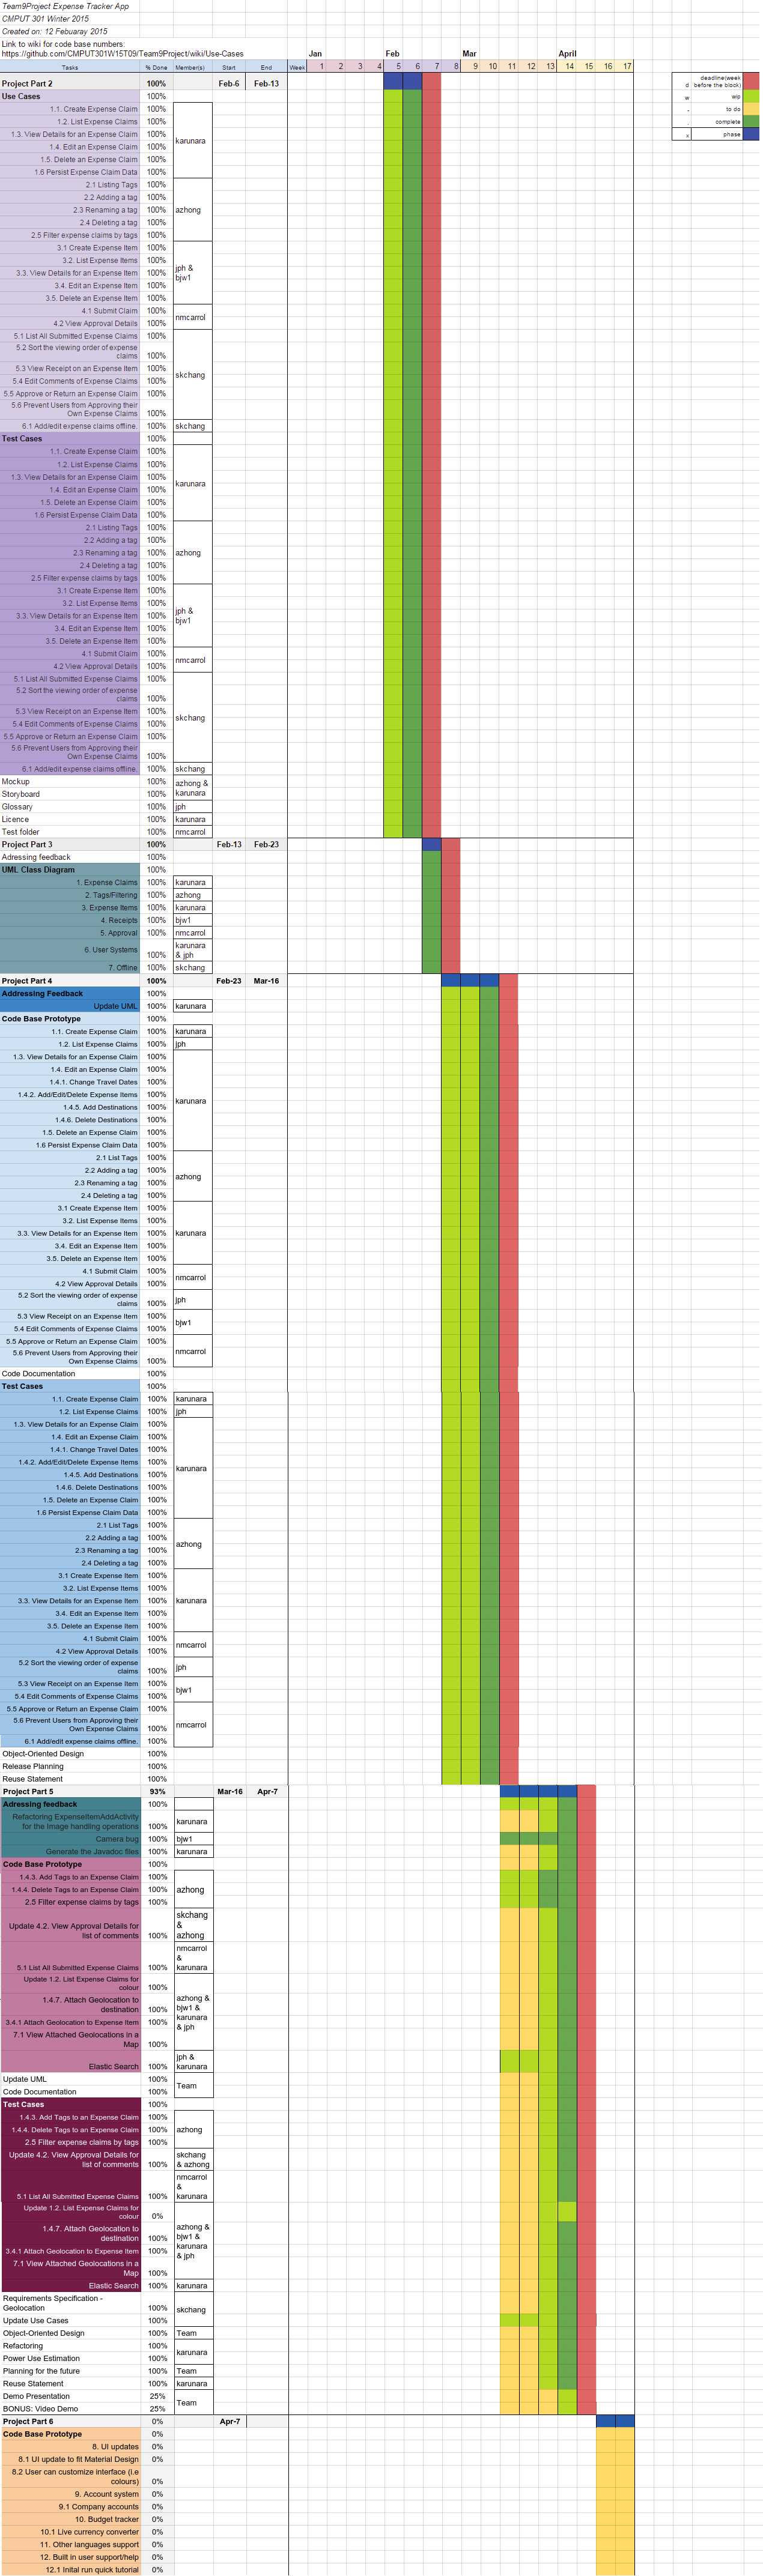 Team9Project Expense Tracker App
CMPUT 301 Winter 2015
Created on: 12 Febuaray 2015
Link to wiki for code base numbers:
https://github.com/CMPUT301W15T09/Team9Project/wiki/Use-Cases
Jan Feb Mar April
Tasks % Done Member(s) Start End Week 1 2 3 4 5 6 7 8 9 10 11 12 13 14 15 16 17
deadline(week
d before the block)
w wip
- to do
complete
x phase
Project Part 2 100% Feb-6 Feb-13
Use Cases 100%
1.1. Create Expense Claim 100%
1.2. List Expense Claims 100%
1.3. View Details for an Expense Claim 100%
karunara
1.4. Edit an Expense Claim 100%
1.5. Delete an Expense Claim 100%
1.6 Persist Expense Claim Data 100%
2.1 Listing Tags 100%
2.2 Adding a tag 100%
2.3 Renaming a tag 100% azhong
2.4 Deleting a tag 100%
2.5 Filter expense claims by tags 100%
3.1 Create Expense Item 100%
3.2. List Expense Items 100%
jph &
bjw1
3.3. View Details for an Expense Item 100%
3.4. Edit an Expense Item 100%
3.5. Delete an Expense Item 100%
4.1 Submit Claim 100%
nmcarrol
4.2 View Approval Details 100%
5.1 List All Submitted Expense Claims 100%
5.2 Sort the viewing order of expense
claims 100%
5.3 View Receipt on an Expense Item 100%
skchang
5.4 Edit Comments of Expense Claims 100%
5.5 Approve or Return an Expense Claim 100%
5.6 Prevent Users from Approving their
Own Expense Claims 100%
6.1 Add/edit expense claims offline. 100% skchang
Test Cases 100%
1.1. Create Expense Claim 100%
1.2. List Expense Claims 100%
1.3. View Details for an Expense Claim 100%
karunara
1.4. Edit an Expense Claim 100%
1.5. Delete an Expense Claim 100%
1.6 Persist Expense Claim Data 100%
2.1 Listing Tags 100%
2.2 Adding a tag 100%
2.3 Renaming a tag 100% azhong
2.4 Deleting a tag 100%
2.5 Filter expense claims by tags 100%
3.1 Create Expense Item 100%
3.2. List Expense Items 100%
jph &
bjw1
3.3. View Details for an Expense Item 100%
3.4. Edit an Expense Item 100%
3.5. Delete an Expense Item 100%
4.1 Submit Claim 100%
nmcarrol
4.2 View Approval Details 100%
5.1 List All Submitted Expense Claims 100%
5.2 Sort the viewing order of expense
claims 100%
5.3 View Receipt on an Expense Item 100%
skchang
5.4 Edit Comments of Expense Claims 100%
5.5 Approve or Return an Expense Claim 100%
5.6 Prevent Users from Approving their
Own Expense Claims 100%
6.1 Add/edit expense claims offline. 100% skchang
Mockup 100% azhong &
Storyboard 100% karunara
Glossary 100% jph
Licence 100% karunara
Test folder 100% nmcarrol
Project Part 3 100% Feb-13 Feb-23
Adressing feedback 100%
UML Class Diagram 100%
1. Expense Claims 100% karunara
2. Tags/Filtering 100% azhong
3. Expense Items 100% karunara
4. Receipts 100% bjw1
5. Approval 100% nmcarrol
6. User Systems 100% karunara
& jph
7. Offline 100% skchang
Project Part 4 100% Feb-23 Mar-16
Addressing Feedback 100%
Update UML 100% karunara
Code Base Prototype 100%
1.1. Create Expense Claim 100% karunara
1.2. List Expense Claims 100% jph
1.3. View Details for an Expense Claim 100%
1.4. Edit an Expense Claim 100%
1.4.1. Change Travel Dates 100%
1.4.2. Add/Edit/Delete Expense Items 100%
karunara
1.4.5. Add Destinations 100%
1.4.6. Delete Destinations 100%
1.5. Delete an Expense Claim 100%
1.6 Persist Expense Claim Data 100%
2.1 List Tags 100%
2.2 Adding a tag 100%
azhong
2.3 Renaming a tag 100%
2.4 Deleting a tag 100%
3.1 Create Expense Item 100%
3.2. List Expense Items 100%
3.3. View Details for an Expense Item 100% karunara
3.4. Edit an Expense Item 100%
3.5. Delete an Expense Item 100%
4.1 Submit Claim 100%
nmcarrol
4.2 View Approval Details 100%
5.2 Sort the viewing order of expense
claims 100% jph
5.3 View Receipt on an Expense Item 100%
bjw1
5.4 Edit Comments of Expense Claims 100%
5.5 Approve or Return an Expense Claim 100%
nmcarrol
5.6 Prevent Users from Approving their
Own Expense Claims 100%
Code Documentation 100%
Test Cases 100%
1.1. Create Expense Claim 100% karunara
1.2. List Expense Claims 100% jph
1.3. View Details for an Expense Claim 100%
1.4. Edit an Expense Claim 100%
1.4.1. Change Travel Dates 100%
1.4.2. Add/Edit/Delete Expense Items 100%
karunara
1.4.5. Add Destinations 100%
1.4.6. Delete Destinations 100%
1.5. Delete an Expense Claim 100%
1.6 Persist Expense Claim Data 100%
2.1 List Tags 100%
2.2 Adding a tag 100%
azhong
2.3 Renaming a tag 100%
2.4 Deleting a tag 100%
3.1 Create Expense Item 100%
3.2. List Expense Items 100%
3.3. View Details for an Expense Item 100% karunara
3.4. Edit an Expense Item 100%
3.5. Delete an Expense Item 100%
4.1 Submit Claim 100%
nmcarrol
4.2 View Approval Details 100%
5.2 Sort the viewing order of expense
claims 100% jph
5.3 View Receipt on an Expense Item 100%
bjw1
5.4 Edit Comments of Expense Claims 100%
5.5 Approve or Return an Expense Claim 100%
5.6 Prevent Users from Approving their
Own Expense Claims 100% nmcarrol
6.1 Add/edit expense claims offline. 100%
Object-Oriented Design 100%
Release Planning 100%
Reuse Statement 100%
Project Part 5 93% Mar-16 Apr-7
Adressing feedback 100%
Refactoring ExpenseItemAddActivity
for the Image handling operations 100% karunara
Camera bug 100% bjw1
Generate the Javadoc files 100% karunara
Code Base Prototype 100%
1.4.3. Add Tags to an Expense Claim 100%
1.4.4. Delete Tags to an Expense Claim 100% azhong
2.5 Filter expense claims by tags 100%
skchang
&
azhong
Update 4.2. View Approval Details for
list of comments 100%
nmcarrol
&
karunara
5.1 List All Submitted Expense Claims 100%
Update 1.2. List Expense Claims for
colour 100%
1.4.7. Attach Geolocation to
destination 100%
azhong &
bjw1 &
karunara
& jph
3.4.1 Attach Geolocation to Expense Item 100%
7.1 View Attached Geolocations in a
Map 100%
jph &
karunara
Elastic Search 100%
Update UML 100%
Team
Code Documentation 100%
Test Cases 100%
1.4.3. Add Tags to an Expense Claim 100%
1.4.4. Delete Tags to an Expense Claim 100% azhong
2.5 Filter expense claims by tags 100%
Update 4.2. View Approval Details for
list of comments 100%
skchang
& azhong
nmcarrol
&
karunara
5.1 List All Submitted Expense Claims 100%
Update 1.2. List Expense Claims for
colour 0%
1.4.7. Attach Geolocation to
destination 100%
azhong &
bjw1 &
karunara
& jph
3.4.1 Attach Geolocation to Expense Item 100%
7.1 View Attached Geolocations in a
Map 100%
Elastic Search 100% karunara
Requirements Specification -
Geolocation 100%
skchang
Update Use Cases 100%
Object-Oriented Design 100% Team
Refactoring 100%
karunara
Power Use Estimation 100%
Planning for the future 100% Team
Reuse Statement 100% karunara
Demo Presentation 25%
Team
BONUS: Video Demo 25%
Project Part 6 0% Apr-7
Code Base Prototype 0%
8. UI updates 0%
8.1 UI update to fit Material Design 0%
8.2 User can customize interface (i.e
colours) 0%
9. Account system 0%
9.1 Company accounts 0%
10. Budget tracker 0%
10.1 Live currency converter 0%
11. Other languages support 0%
12. Built in user support/help 0%
12.1 Inital run quick tutorial 0%